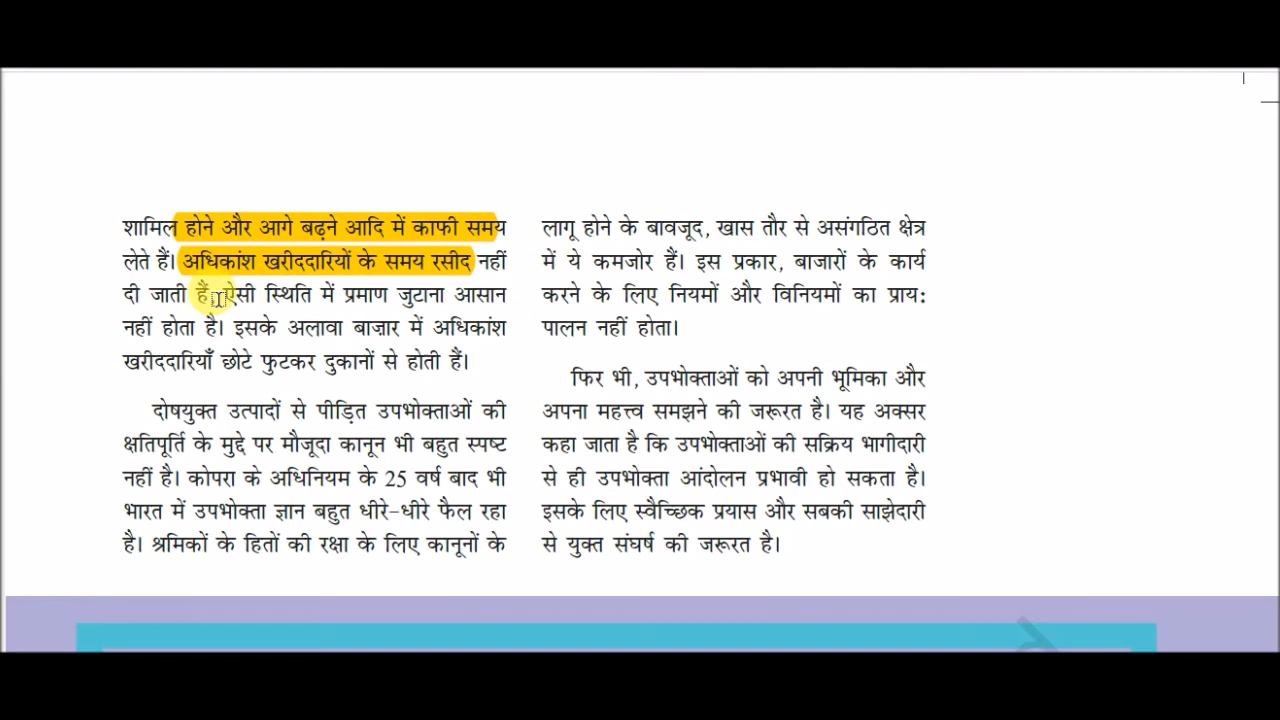 शामिल होने और आगे बढ़ने आदि में काफी समय
लेते हैं। अधिकांश खरीददारियों के समय रसीद नहीं
दी जाती हैं, ऐसी स्थिति में प्रमाण जुटाना आसान
नहीं होता है। इसके अलावा बाज़ार में अधिकांश
खरीददारियाँ छोटे फुटकर दुकानों से होती हैं।
दोषयुक्त उत्पादों से पीड़ित उपभोक्ताओं की
क्षतिपूर्ति के मुद्दे पर मौजूदा कानून भी बहुत स्पष्ट
नहीं है। कोपरा के अधिनियम के 25 वर्ष बाद भी
भारत में उपभोक्ता ज्ञान बहुत धीरे-धीरे फैल रहा
है। श्रमिकों के हितों की रक्षा के लिए कानूनों के
लागू होने के बावजूद, खास तौर से असंगठित क्षेत्र
में ये कमजोर हैं। इस प्रकार, बाजारों के कार्य
करने के लिए नियमों और विनियमों का प्राय:
पालन नहीं होता।
फिर भी, उपभोक्ताओं को अपनी भूमिका और
अपना महत्त्व समझने की जरूरत है। यह अक्सर
कहा जाता है कि उपभोक्ताओं की सक्रिय भागीदारी
से ही उपभोक्ता आंदोलन प्रभावी हो सकता है।
इसके लिए स्वैच्छिक प्रयास और सबकी साझेदारी
से युक्त संघर्ष की जरूरत है।